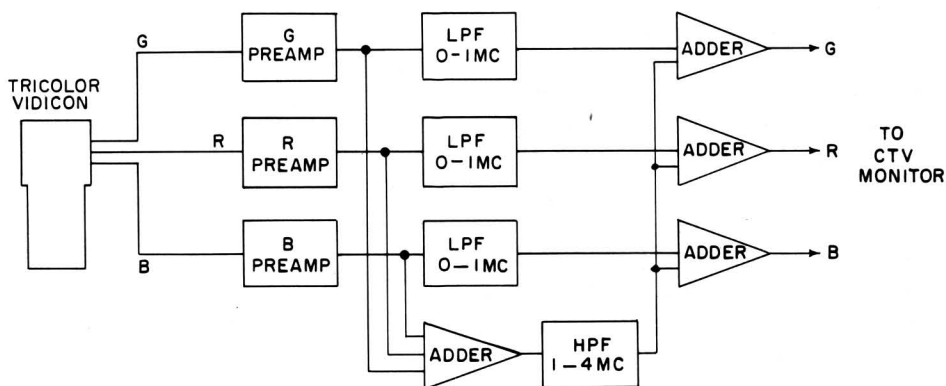 TRICOLOR
VIDICON
G
G
PREAMP
LPF
0-1MC
ADDER
G
R
R
PREAMP
LPF
0-1MC
ADDER
R
TO
CTV
MONITOR
B
B
PREAMP
LPF
0-1MC
ADDER
B
ADDER
HPF
1-4MC